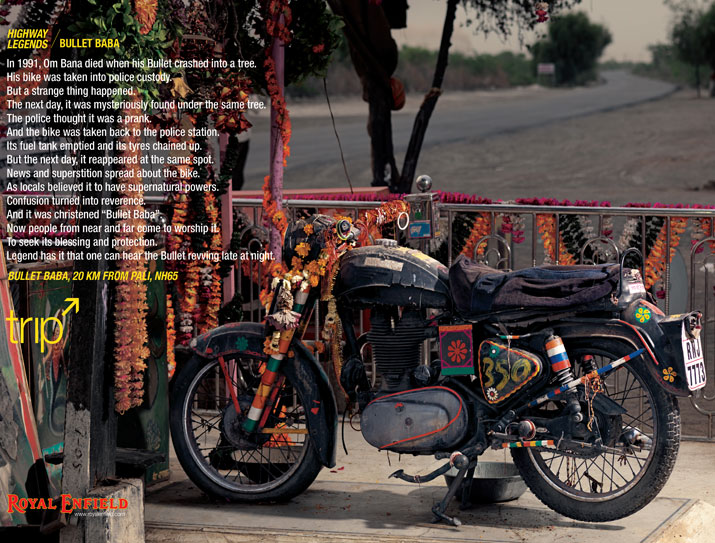 HIGHWAY
LEGENDS / BULLET BABA
In 1991, Om Bana died when his Bullet crashed into a tree.
His bike was taken into police custody.
But a strange thing happened.
The next day, it was mysteriously found under the same tree.
The police thought it was a prank.
And the bike was taken back to the police station.
Its fuel tank emptied and its tyres chained up.
But the next day, it reappeared at the same spot.
News and superstition spread about the bike.
As locals believed it to have supernatural powers.
Confusion turned into reverence.
And it was christened "Bullet Baba".
Now people from near and far come to worship it.
To seek its blessing and protection.
Legend has it that one can hear the Bullet revving late at night.
BULLET BABA, 20 KM FROM PALI, NH65
trip
350
RNJ
7773
ROYAL ENFIELD
www.royalenfield.com